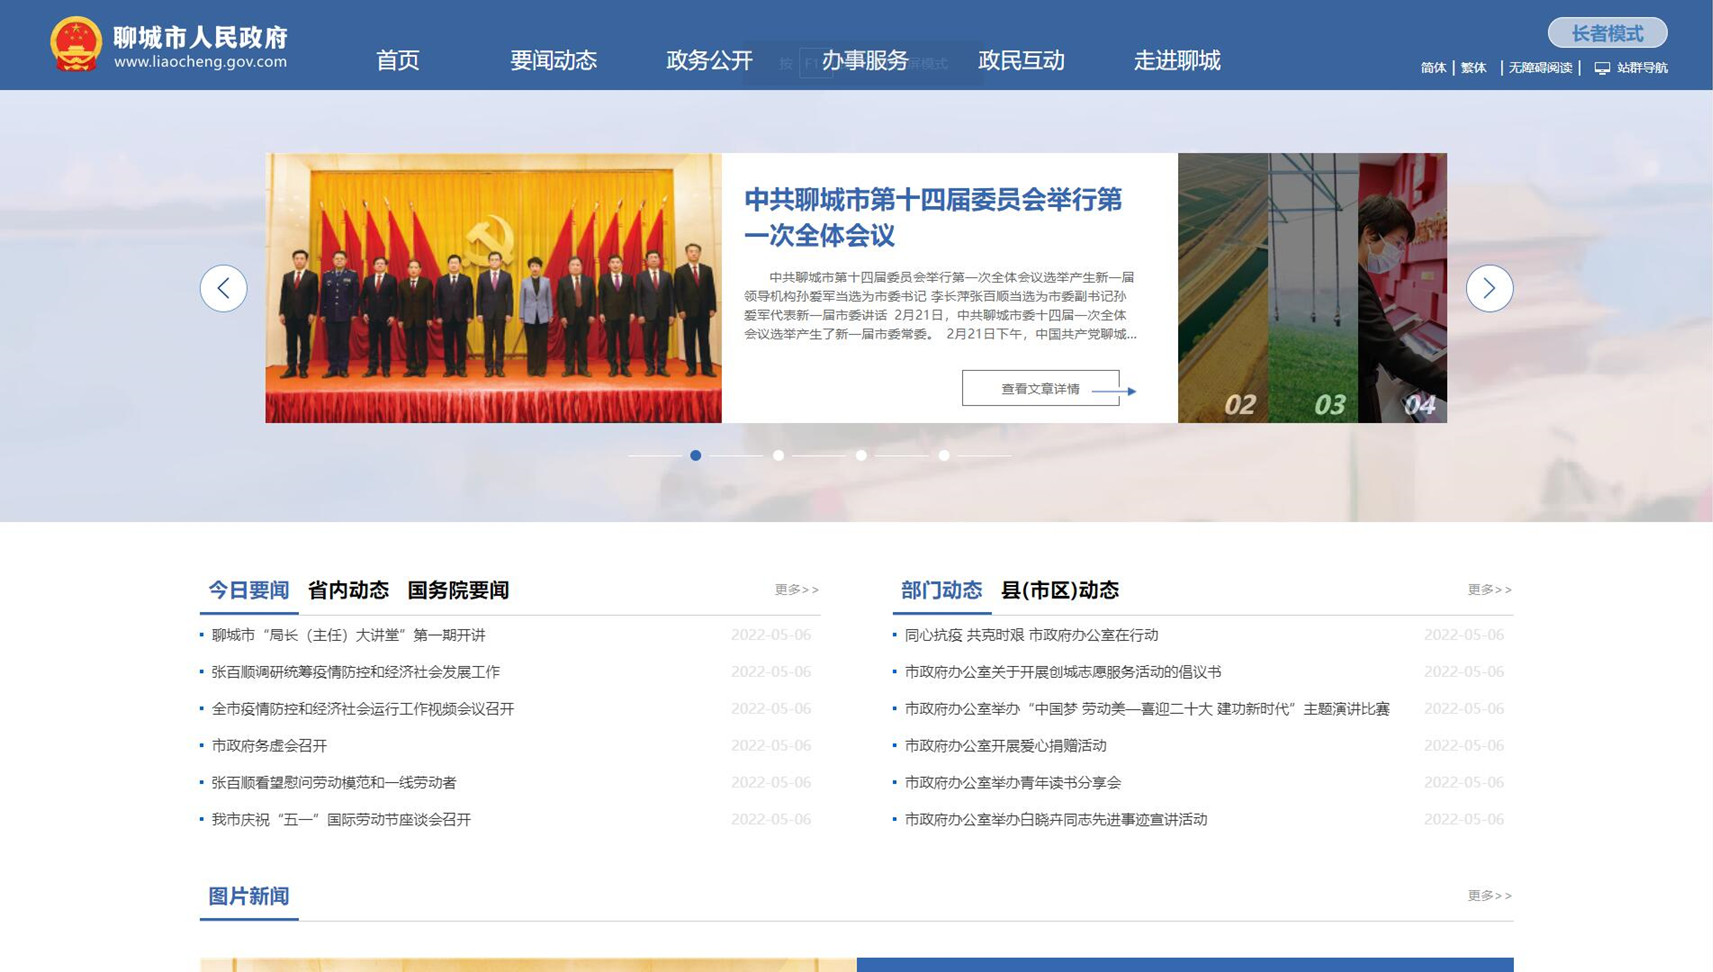 聊城市人民政府
www.liaocheng.gov.cn
首页 要闻动态 政务公开 办事服务 政民互动 走进聊城
长者模式
简体 | 繁体 | 无障碍阅读 | 站群导航
中共聊城市第十四届委员会举行第
一次全体会议
中共聊城市第十四届委员会举行第一次全体会议选举产生新一届
领导机构孙爱军当选为市委书记 李长萍张百顺当选为市委副书记孙
爱军代表新一届市委讲话 2月21日，中共聊城市委十四届一次全体
会议选举产生了新一届市委常委。 2月21日下午，中国共产党聊城...
查看文章详情
02 03 04
今日要闻 省内动态 国务院要闻 更多>>
聊城市“局长（主任）大讲堂”第一期开讲 2022-05-06
张百顺调研统筹疫情防控和经济社会发展工作 2022-05-06
全市疫情防控和经济社会运行工作视频会议召开 2022-05-06
市政府务虚会召开 2022-05-06
张百顺看望慰问劳动模范和一线劳动者 2022-05-06
我市庆祝“五一”国际劳动节座谈会召开 2022-05-06
部门动态 县(市区)动态 更多>>
同心抗疫 共克时艰 市政府办公室在行动 2022-05-06
市政府办公室关于开展创城志愿服务活动的倡议书 2022-05-06
市政府办公室举办“中国梦 劳动美—喜迎二十大 建功新时代”主题演讲比赛 2022-05-06
市政府办公室开展爱心捐赠活动 2022-05-06
市政府办公室举办青年读书分享会 2022-05-06
市政府办公室举办白晓卉同志先进事迹宣讲活动 2022-05-06
图片新闻 更多>>